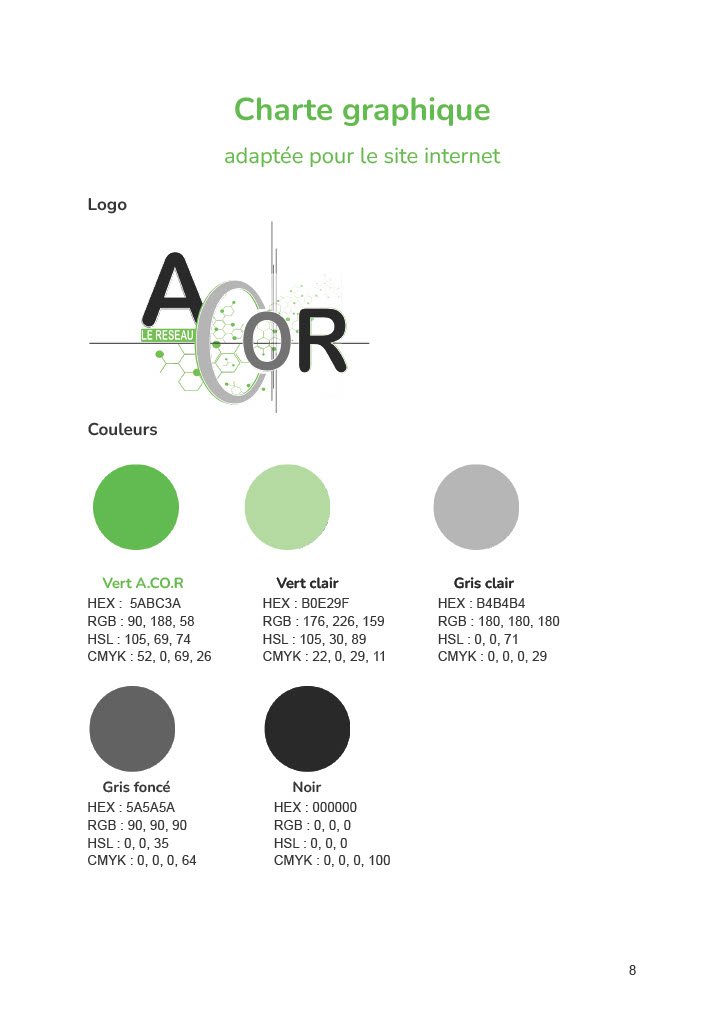 Charte graphique
adaptée pour le site internet
Logo
A COR
LE RESEAU
Couleurs
Vert A.CO.R
HEX : 5ABC3A
RGB : 90, 188, 58
HSL : 105, 69, 74
CMYK : 52, 0, 69, 26
Vert clair
HEX : B0E29F
RGB : 176, 226, 159
HSL : 105, 30, 89
CMYK : 22, 0, 29, 11
Gris clair
HEX : B4B4B4
RGB : 180, 180, 180
HSL : 0, 0, 71
CMYK : 0, 0, 0, 29
Gris foncé
HEX : 5A5A5A
RGB : 90, 90, 90
HSL : 0, 0, 35
CMYK : 0, 0, 0, 64
Noir
HEX : 000000
RGB : 0, 0, 0
HSL : 0, 0, 0
CMYK : 0, 0, 0, 100
8